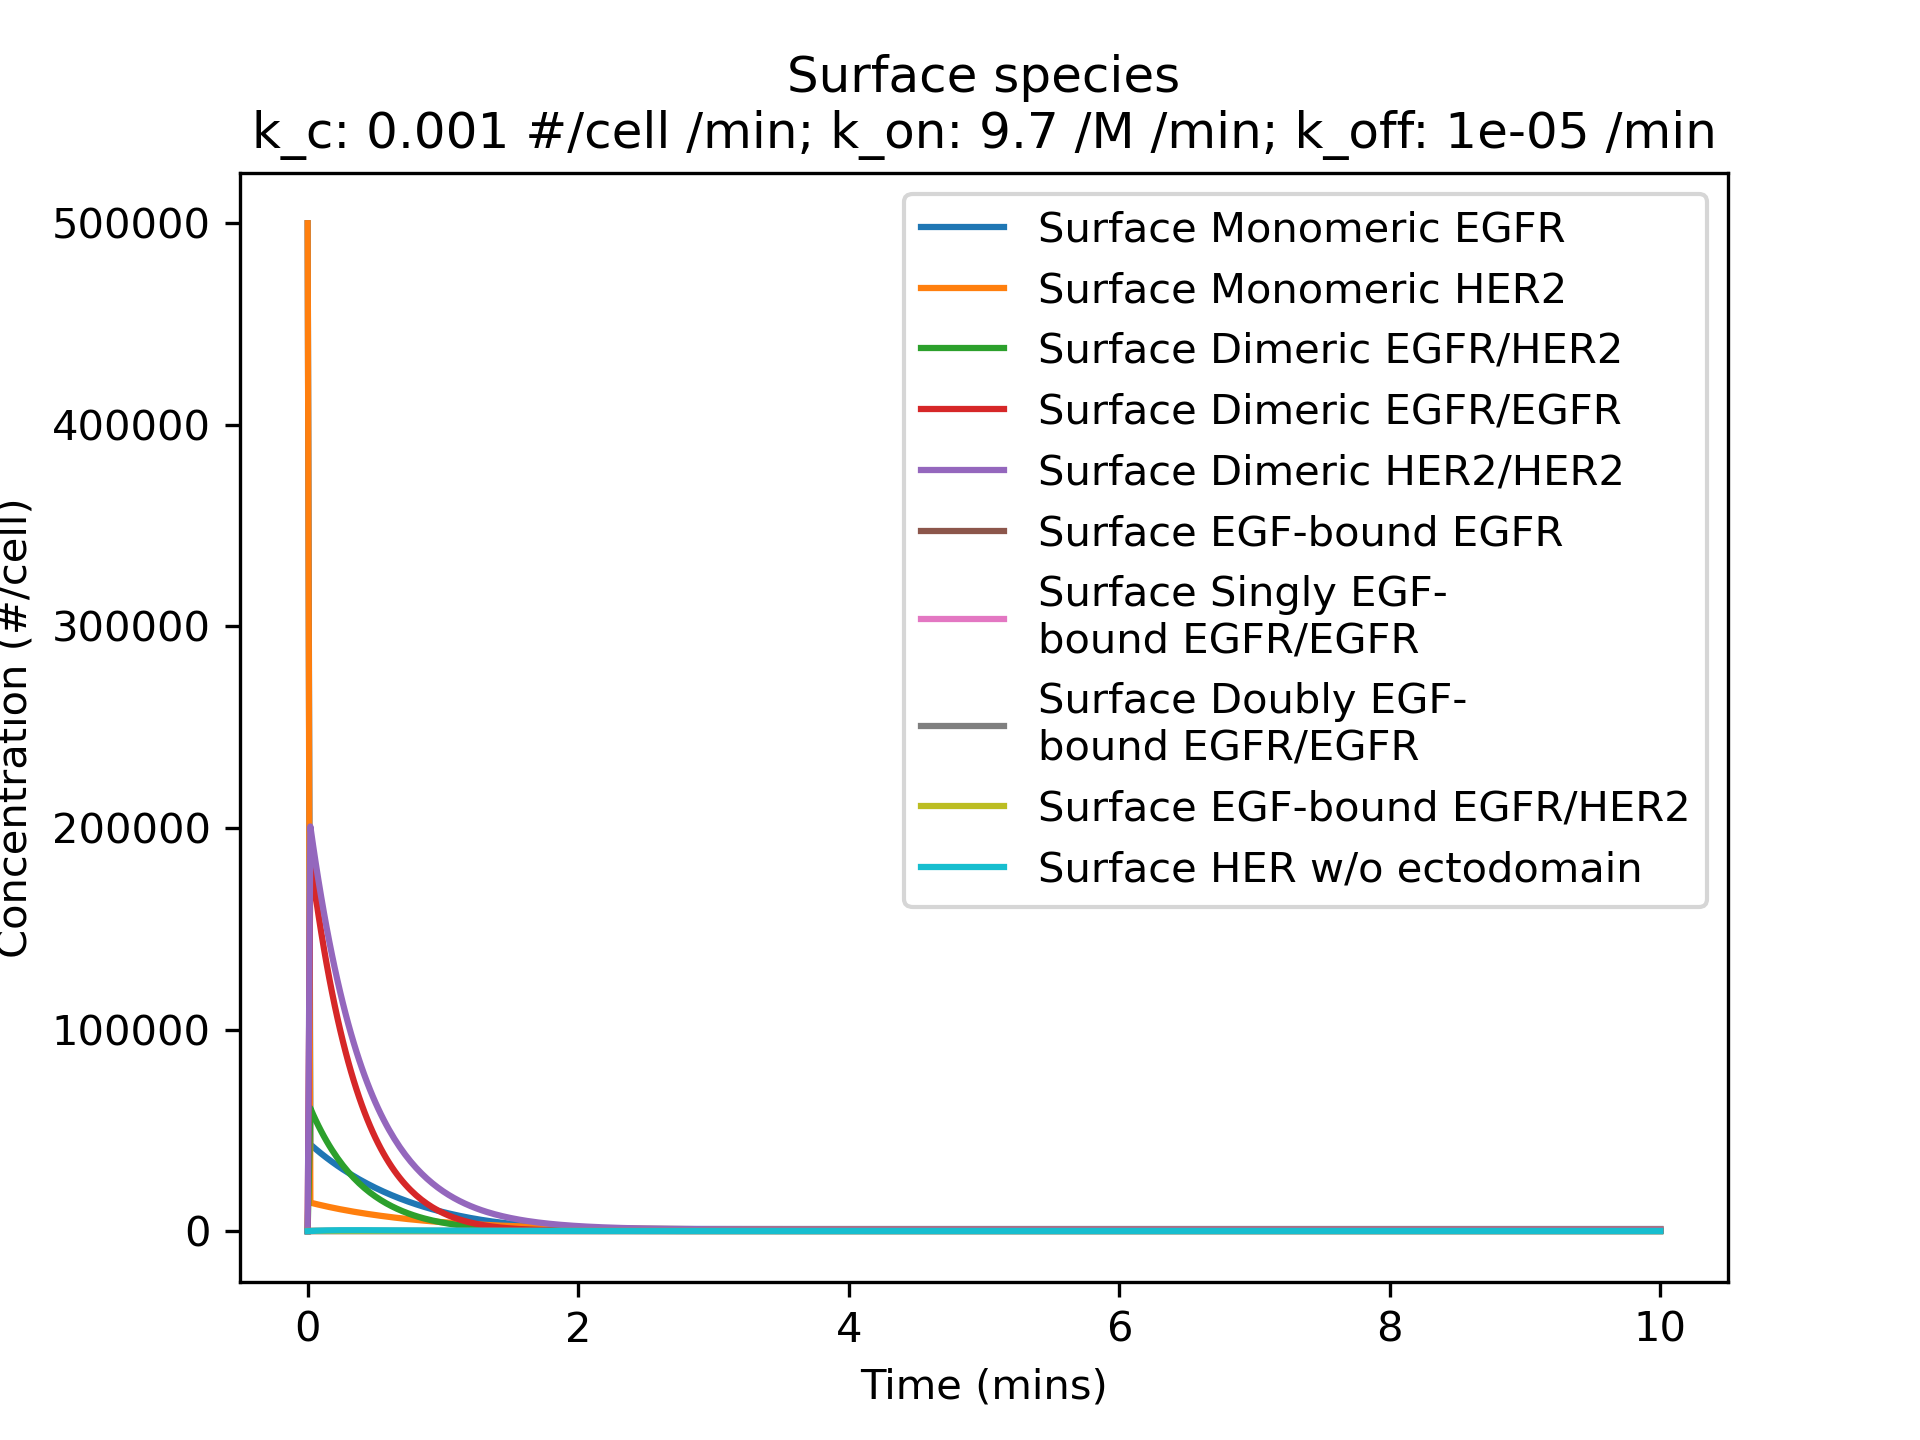 Surface species
k_c: 0.001 #/cell /min; k_on: 9.7 /M /min; k_off: 1e-05 /min
500000
400000
300000
200000
100000
0
Concentration (#/cell)
Surface Monomeric EGFR
Surface Monomeric HER2
Surface Dimeric EGFR/HER2
Surface Dimeric EGFR/EGFR
Surface Dimeric HER2/HER2
Surface EGF-bound EGFR
Surface Singly EGF-
bound EGFR/EGFR
Surface Doubly EGF-
bound EGFR/EGFR
Surface EGF-bound EGFR/HER2
Surface HER w/o ectodomain
0 2 4 6 8 10
Time (mins)